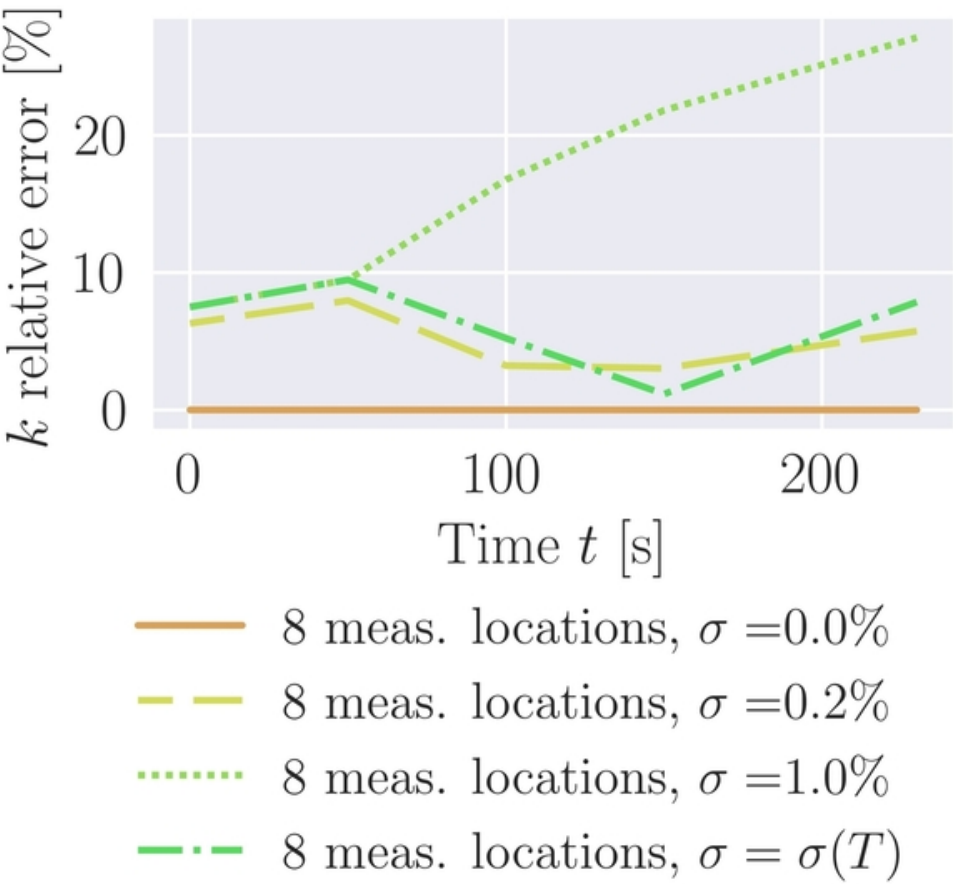 k relative error [%]
20
10
0
0 100 200
Time t [s]
8 meas. locations, σ =0.0%
8 meas. locations, σ =0.2%
8 meas. locations, σ =1.0%
8 meas. locations, σ = σ(T)